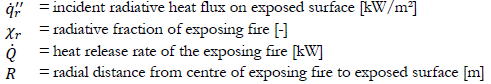 q̇ᵣ″ = incident radiative heat flux on exposed surface [kW/m²]
χᵣ = radiative fraction of exposing fire [-]
Q̇ = heat release rate of the exposing fire [kW]
R = radial distance from centre of exposing fire to exposed surface [m]